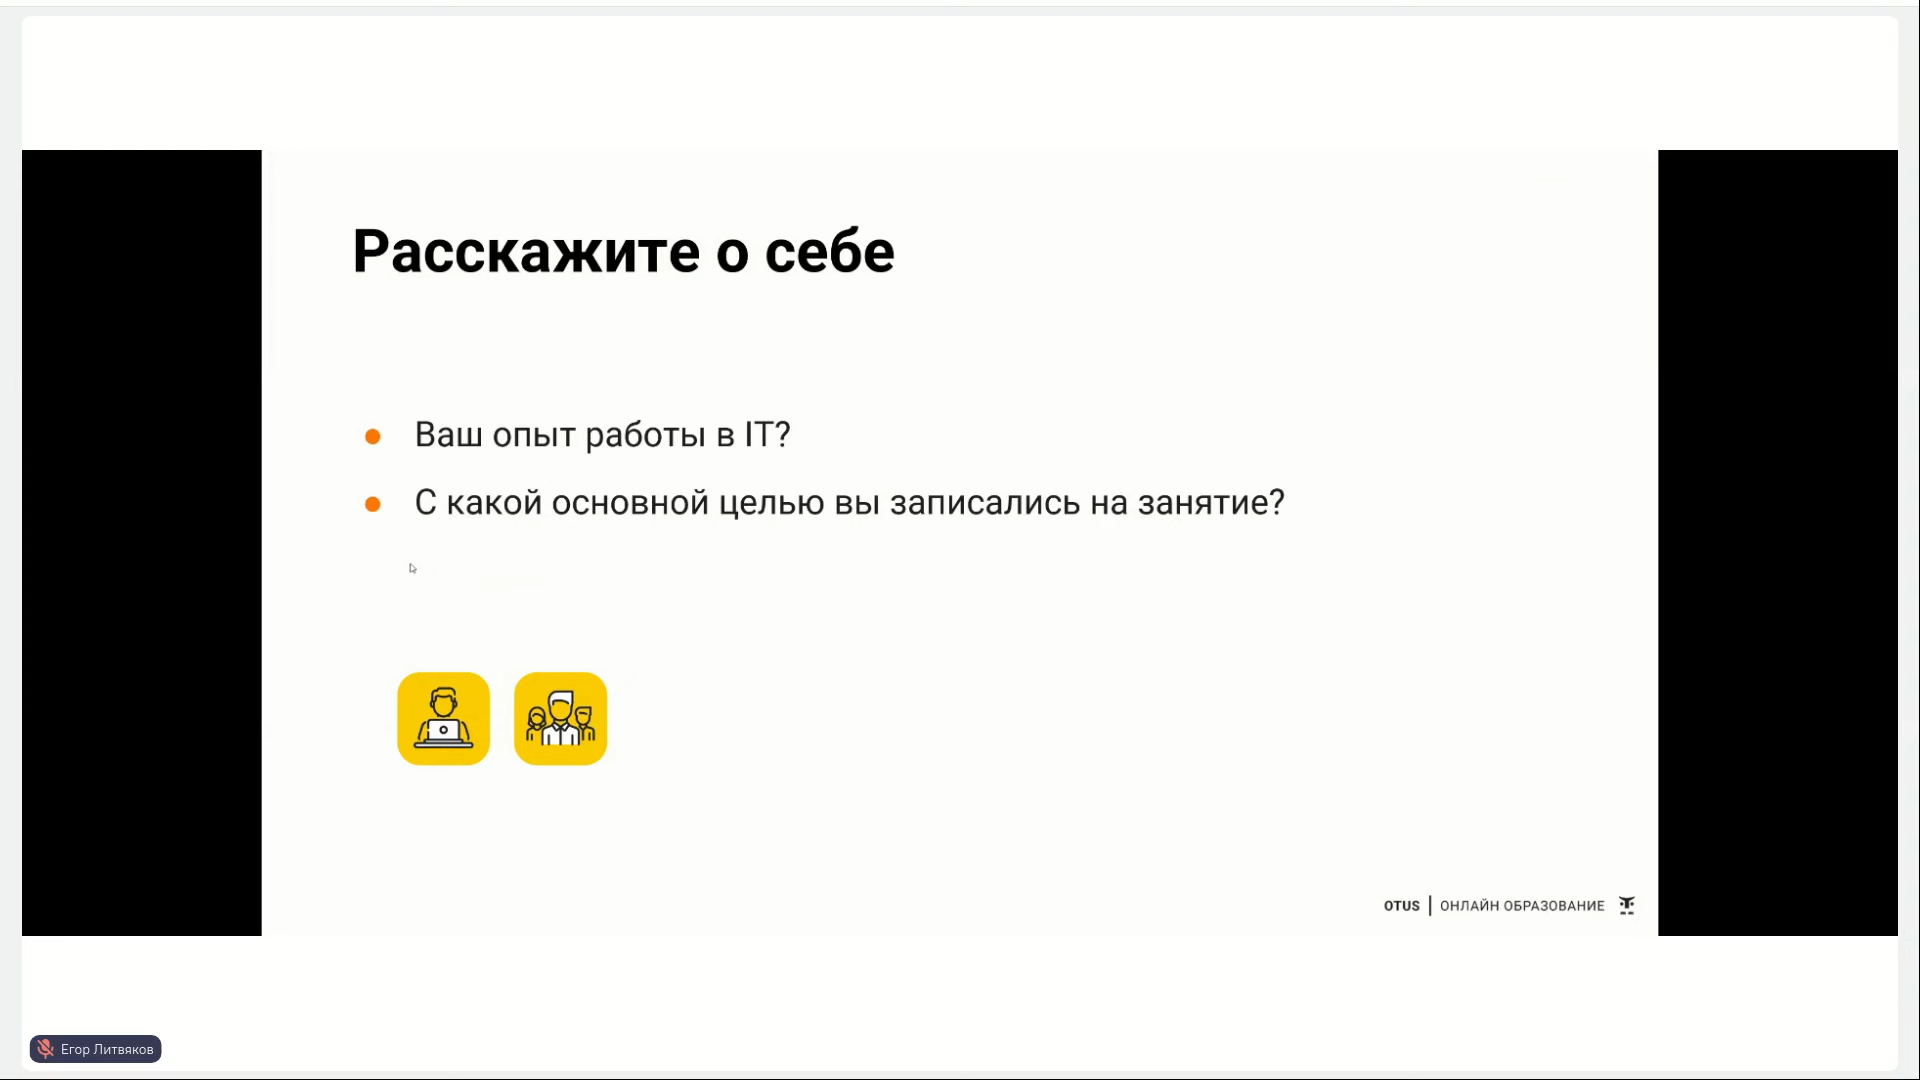 Расскажите о себе
Ваш опыт работы в IT?
С какой основной целью вы записались на занятие?
OTUS | ОНЛАЙН ОБРАЗОВАНИЕ
Егор Литвяков